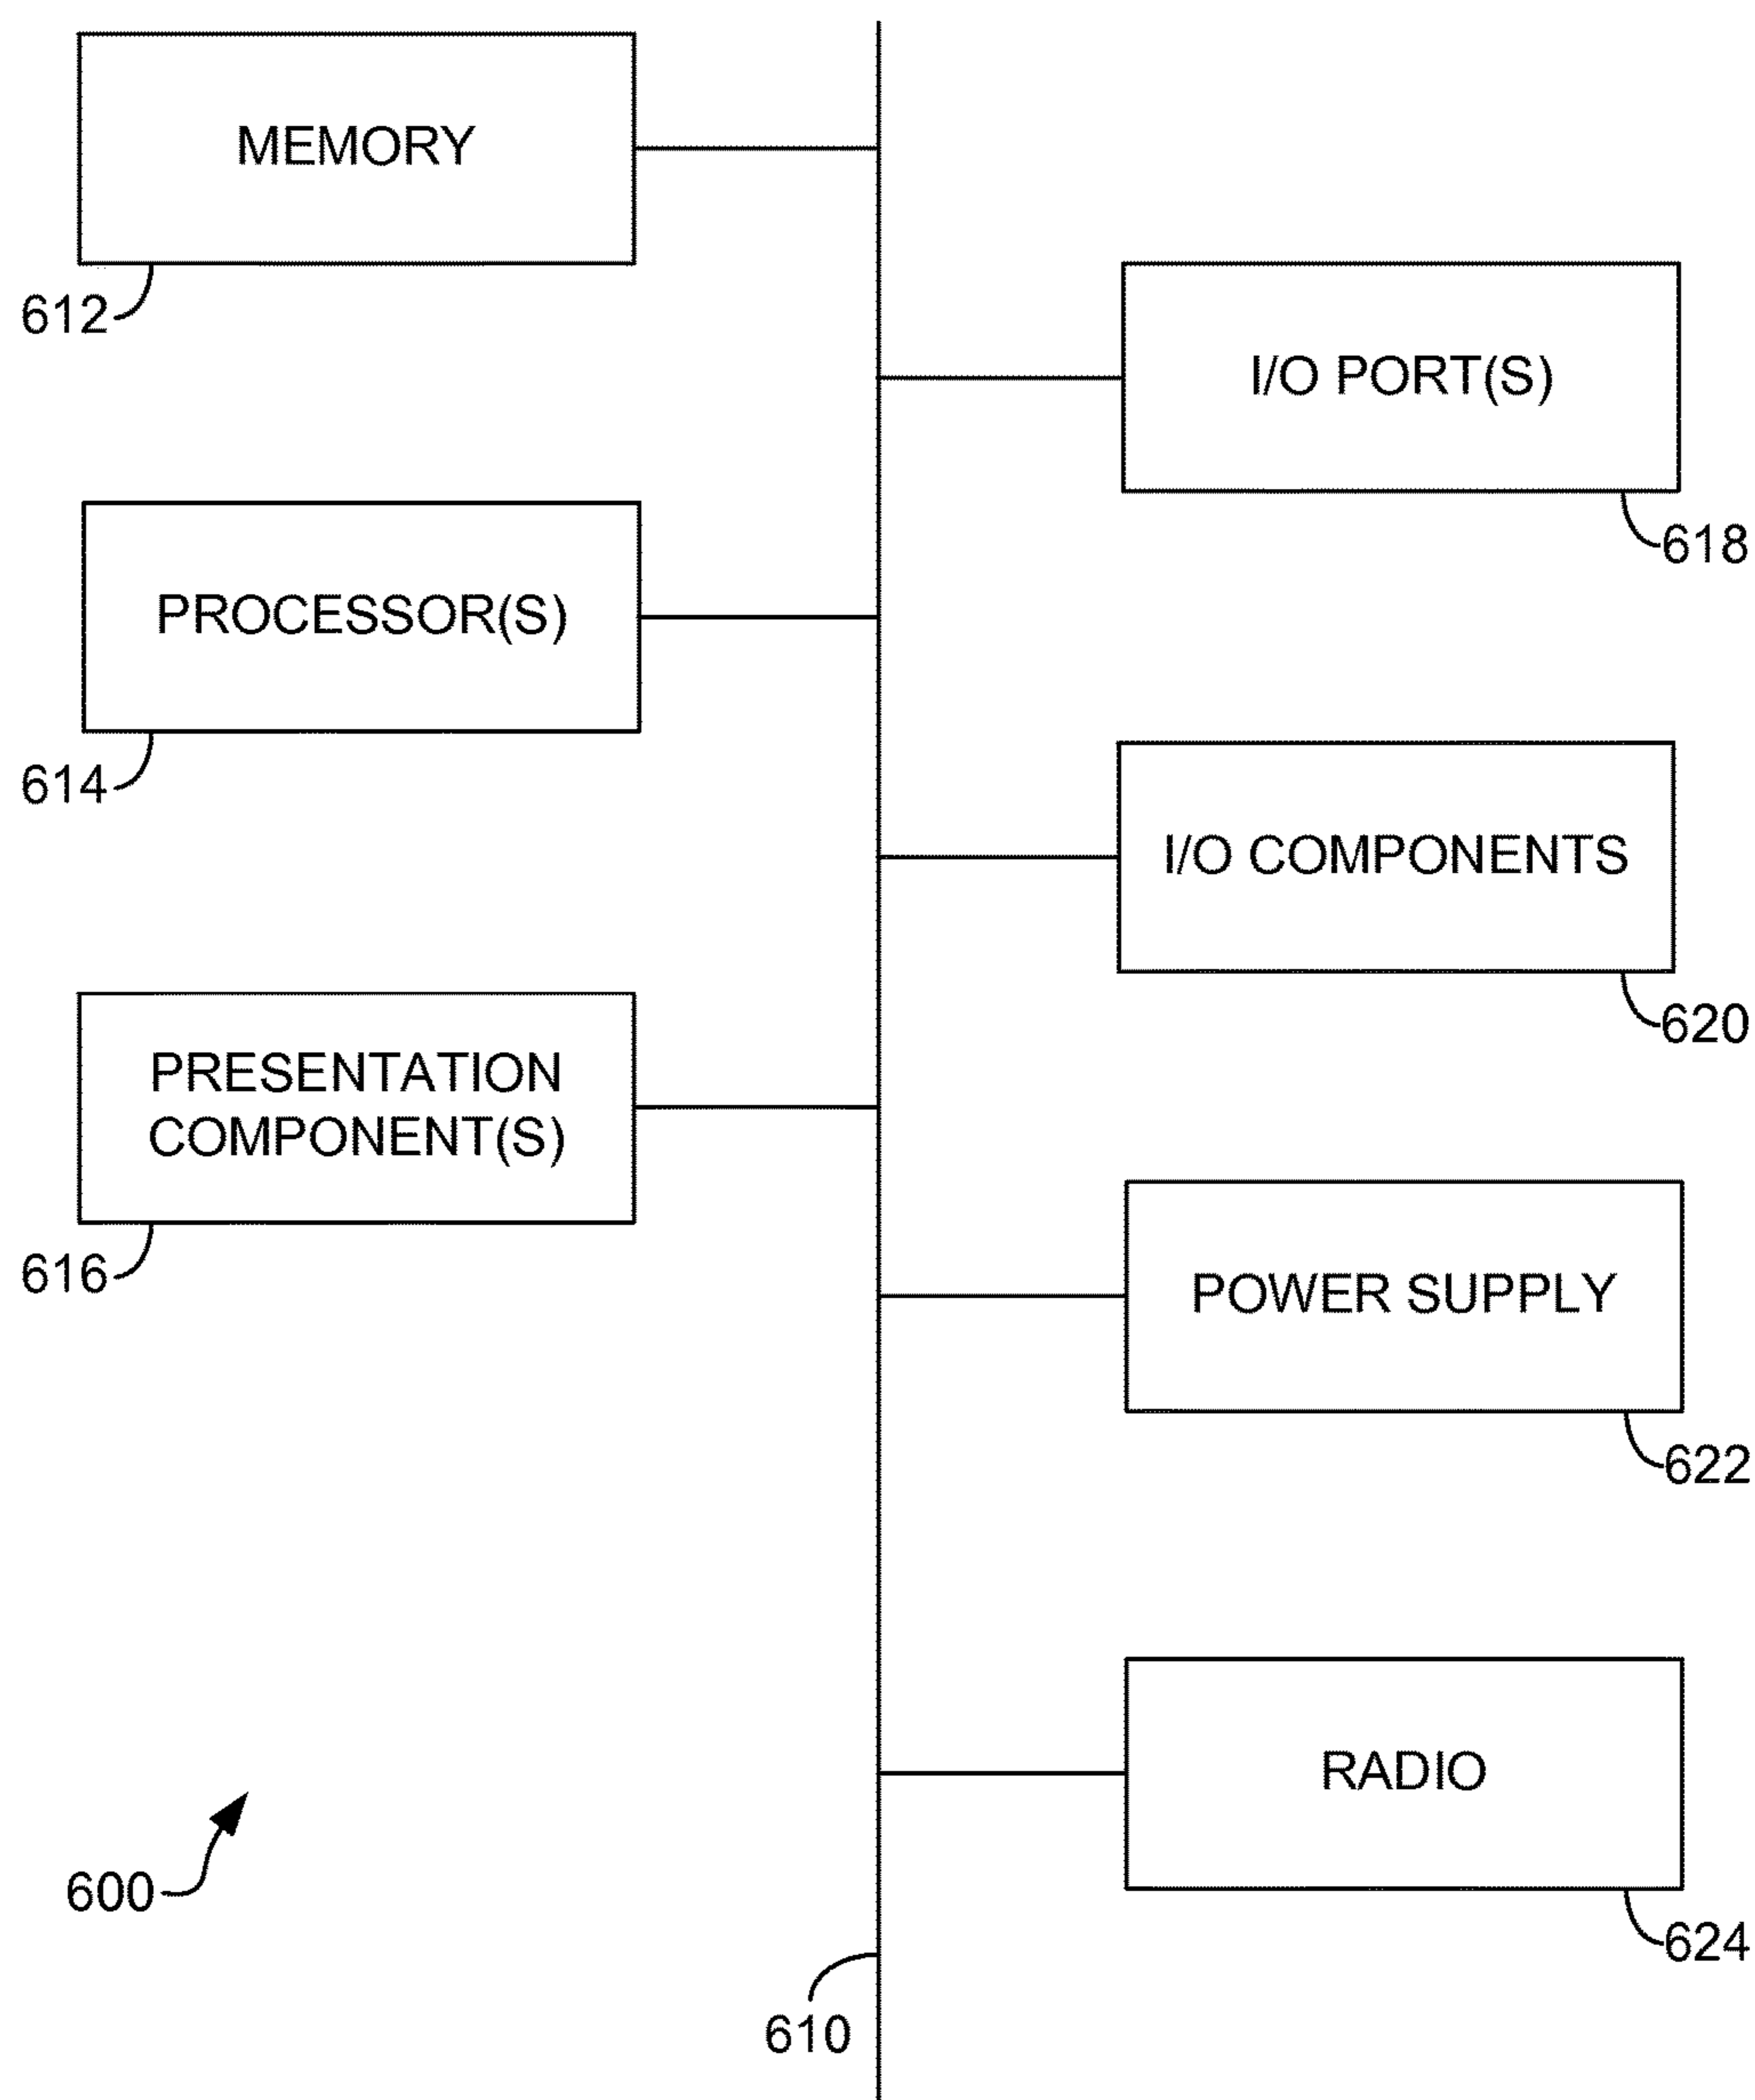 MEMORY
612
I/O PORT(S)
618
PROCESSOR(S)
614
I/O COMPONENTS
620
PRESENTATION
COMPONENT(S)
616
POWER SUPPLY
622
RADIO
624
600
610